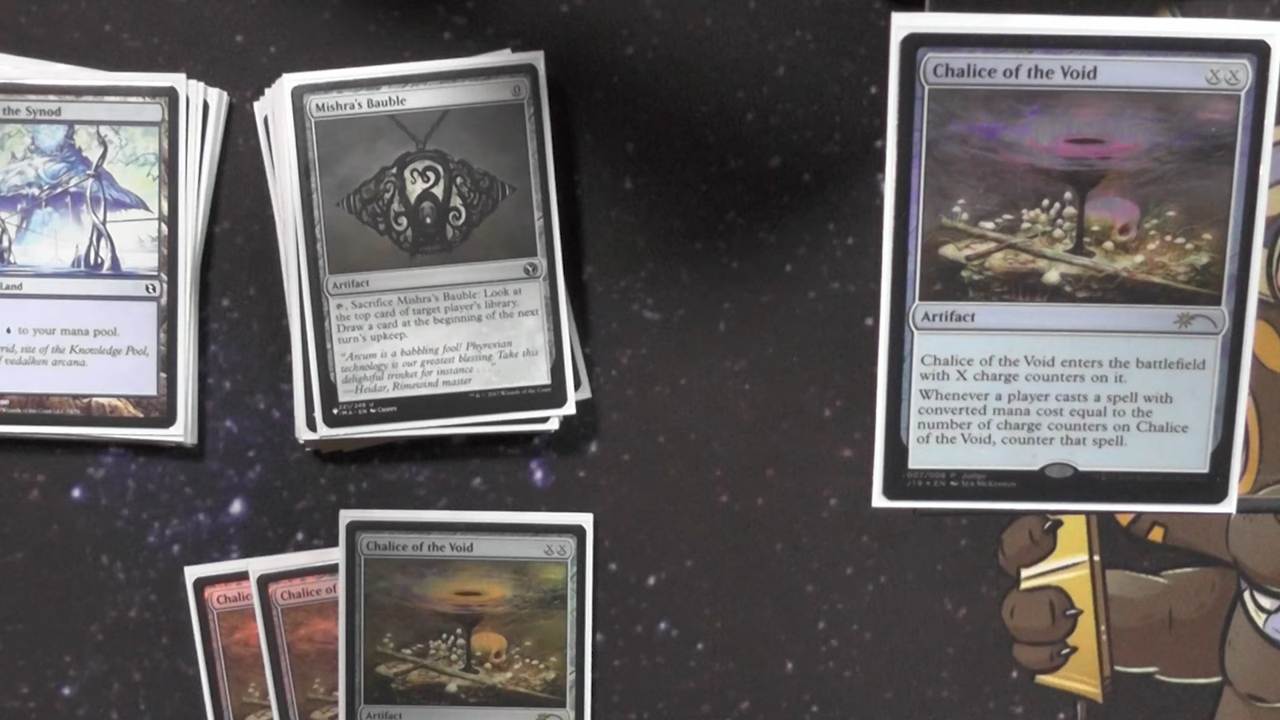 the Synod
Land
to your mana pool.
rid, site of the Knowledge Pool,
vedalken arcana.
Mishra's Bauble
0
Artifact
, Sacrifice Mishra's Bauble: Look at
the top card of target player's library.
Draw a card at the beginning of the next
turn's upkeep.
"Arcum is a babbling fool! Phyrexian
technology is our greatest blessing. Take this
delightful trinket for instance . . ."
—Heidar, Rimewind master
Chalice of the Void
XX
Artifact
Chalice of the Void enters the battlefield
with X charge counters on it.
Whenever a player casts a spell with
converted mana cost equal to the
number of charge counters on Chalice
of the Void, counter that spell.
Chalic
Chalice of
Chalice of the Void
XX
Artifact